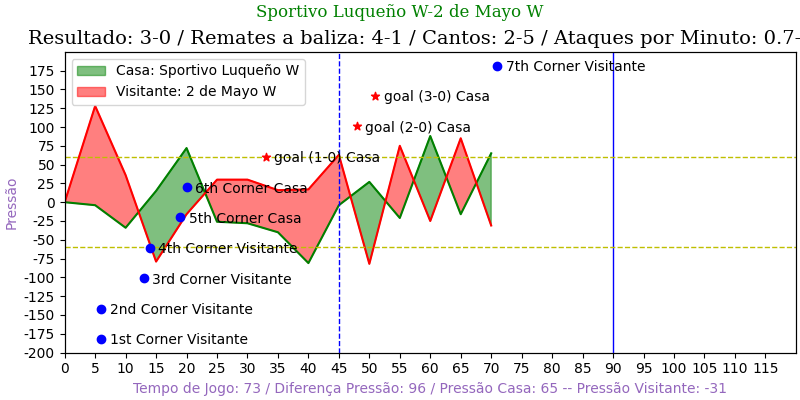 Sportivo Luqueño W-2 de Mayo W
Resultado: 3-0 / Remates a baliza: 4-1 / Cantos: 2-5 / Ataques por Minuto: 0.7-
Casa: Sportivo Luqueño W
Visitante: 2 de Mayo W
7th Corner Visitante
goal (3-0) Casa
goal (2-0) Casa
goal (1-0) Casa
6th Corner Casa
5th Corner Casa
4th Corner Visitante
3rd Corner Visitante
2nd Corner Visitante
1st Corner Visitante
Pressão
175
150
125
100
75
50
25
0
-25
-50
-75
-100
-125
-150
-175
-200
0 5 10 15 20 25 30 35 40 45 50 55 60 65 70 75 80 85 90 95 100 105 110 115
Tempo de Jogo: 73 / Diferença Pressão: 96 / Pressão Casa: 65 -- Pressão Visitante: -31